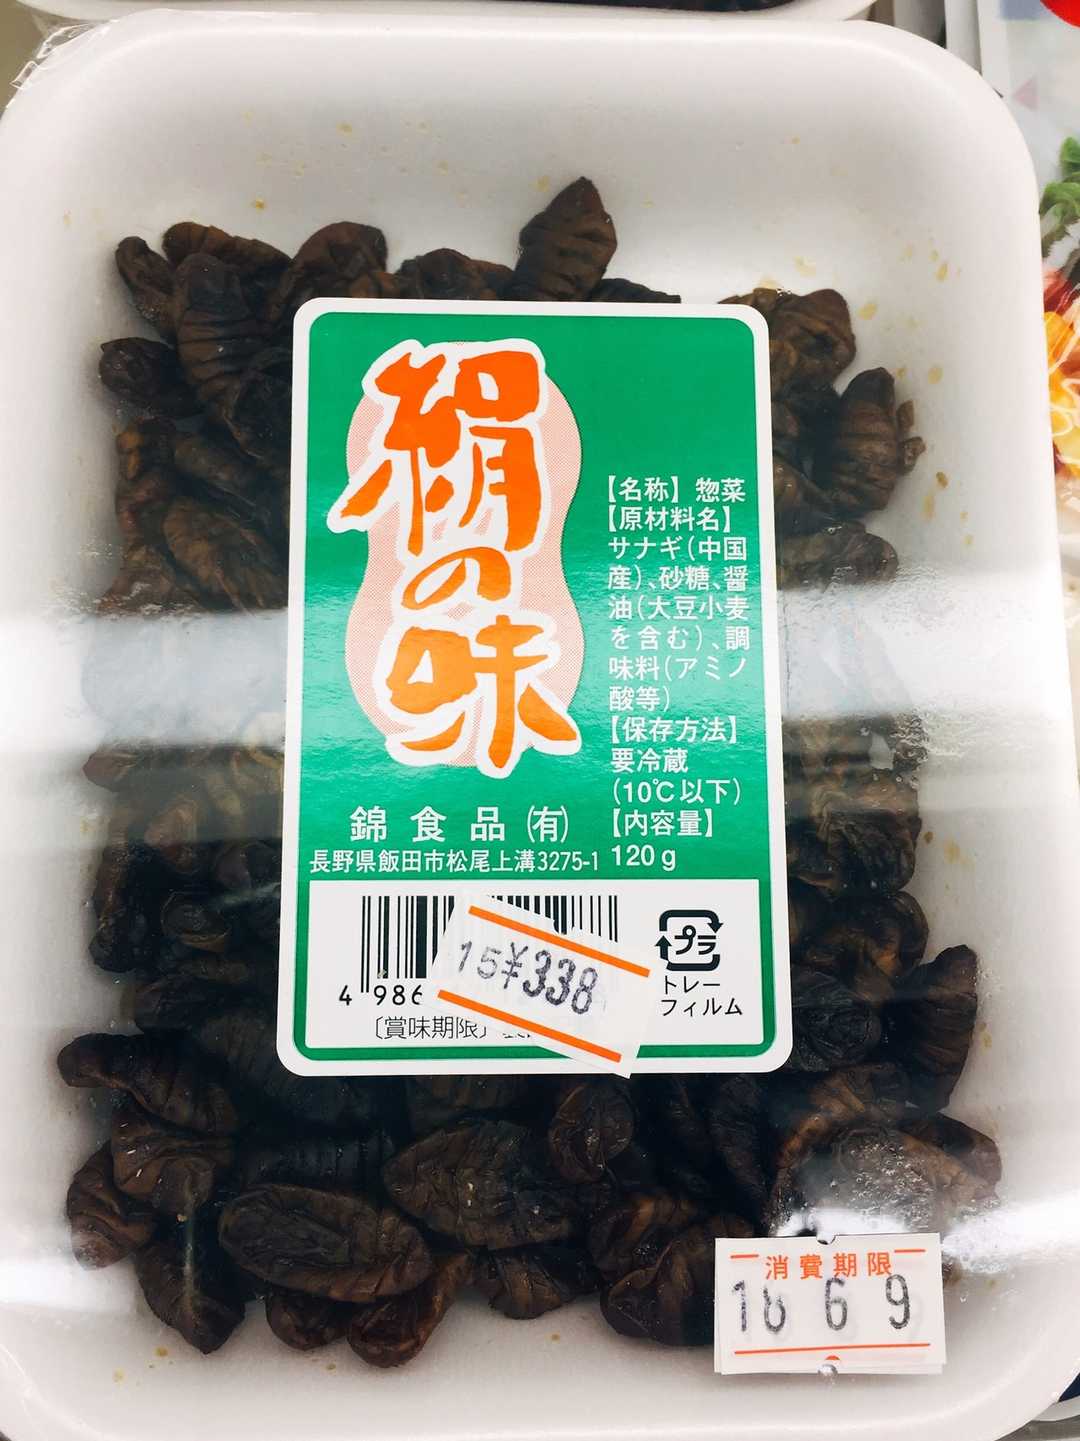 絹の味
【名称】惣菜
【原材料名】
サナギ(中国
産)、砂糖、醤
油(大豆小麦
を含む)、調
味料(アミノ
酸等)
【保存方法】
要冷蔵
(10℃以下)
【内容量】
120g
錦食品(有)
長野県飯田市松尾上溝3275-1
4 986
15¥338
〔賞味期限〕
プラ
トレー
フィルム
消費期限
18 6 9